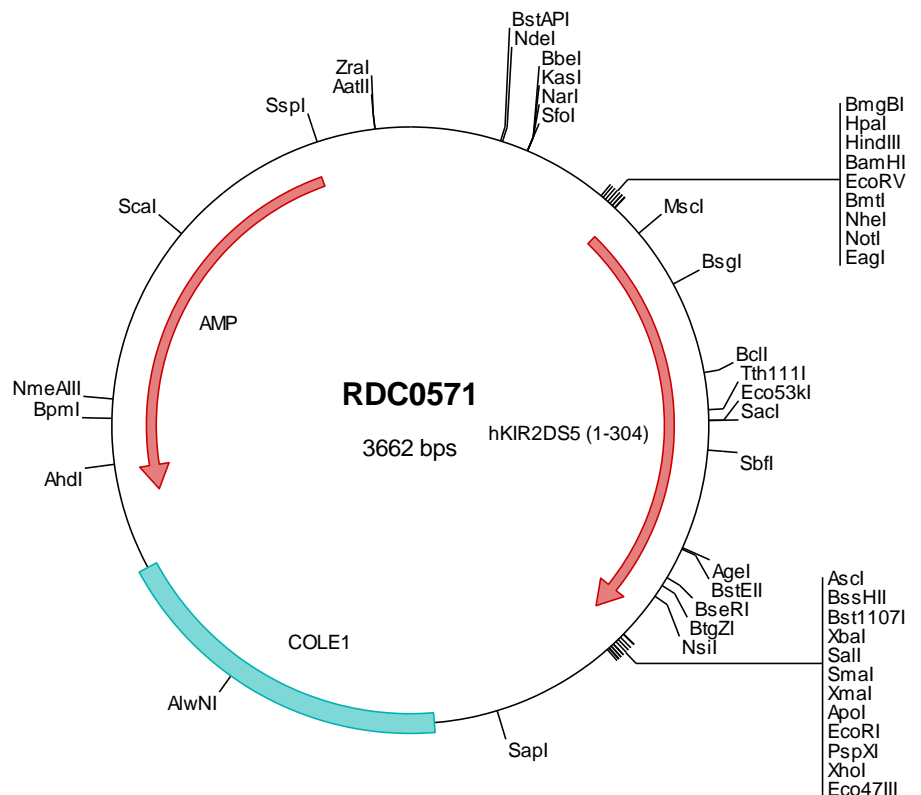 BstAPI
NdeI
BbeI
KasI
NarI
SfoI
ZraI
AatII
SspI
ScaI
BmgBI
HpaI
HindIII
BamHI
EcoRV
BmtI
NheI
NotI
EagI
MscI
BsgI
AMP
BclI
Tth111I
Eco53kI
SacI
NmeAIII
BpmI
RDC0571
3662 bps
hKIR2DS5 (1-304)
SbfI
AhdI
AgeI
BstEII
BseRI
BtgZI
NsiI
AscI
BssHII
Bst1107I
XbaI
SalI
SmaI
XmaI
ApoI
EcoRI
PspXI
XhoI
Eco47III
COLE1
AlwNI
SapI